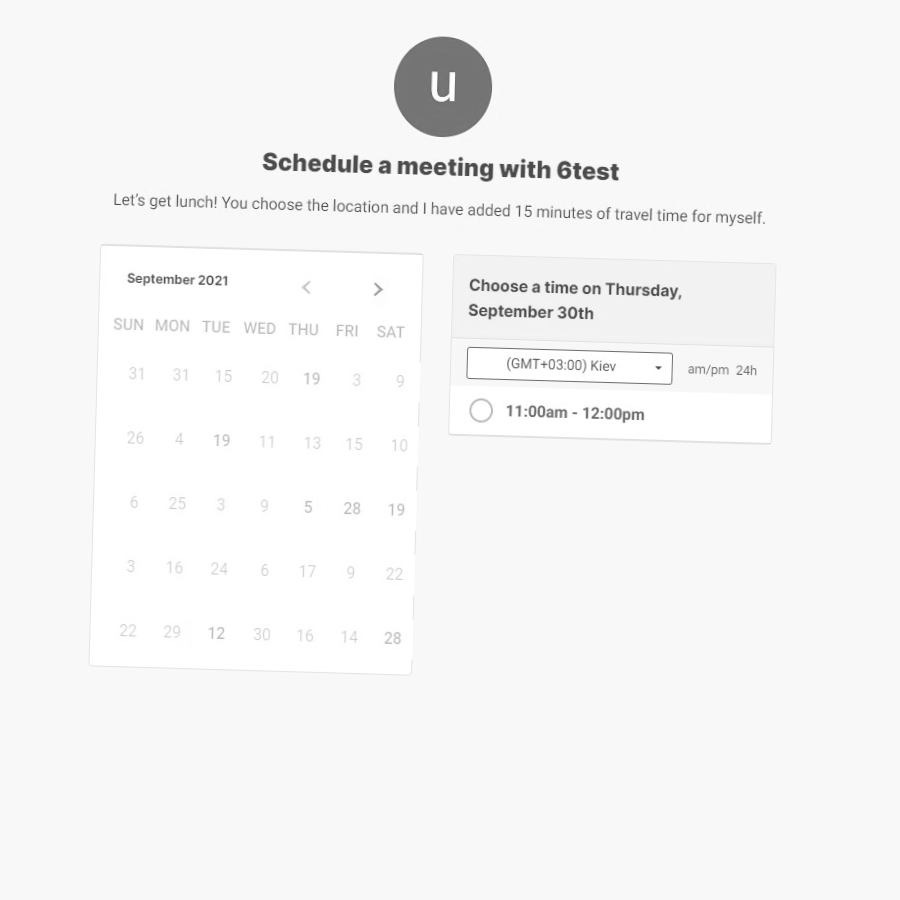 u
Schedule a meeting with 6test
Let's get lunch! You choose the location and I have added 15 minutes of travel time for myself.
September 2021
SUN MON TUE WED THU FRI SAT
31 31 15 20 19 3 9
26 4 19 11 13 15 10
6 25 3 9 5 28 19
3 16 24 6 17 9 22
22 29 12 30 16 14 28
Choose a time on Thursday,
September 30th
(GMT+03:00) Kiev am/pm 24h
11:00am - 12:00pm